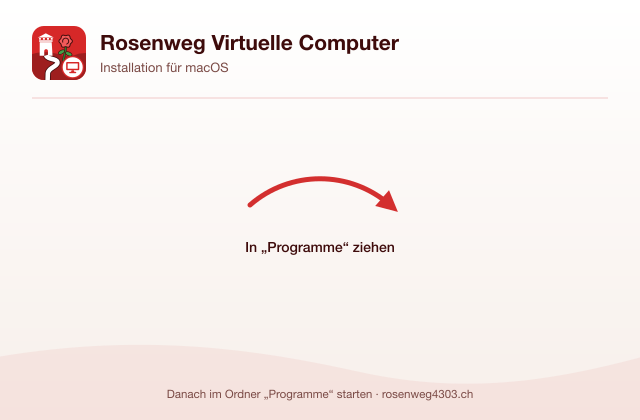 Rosenweg Virtuelle Computer
Installation für macOS
In „Programme“ ziehen
Danach im Ordner „Programme“ starten · rosenweg4303.ch